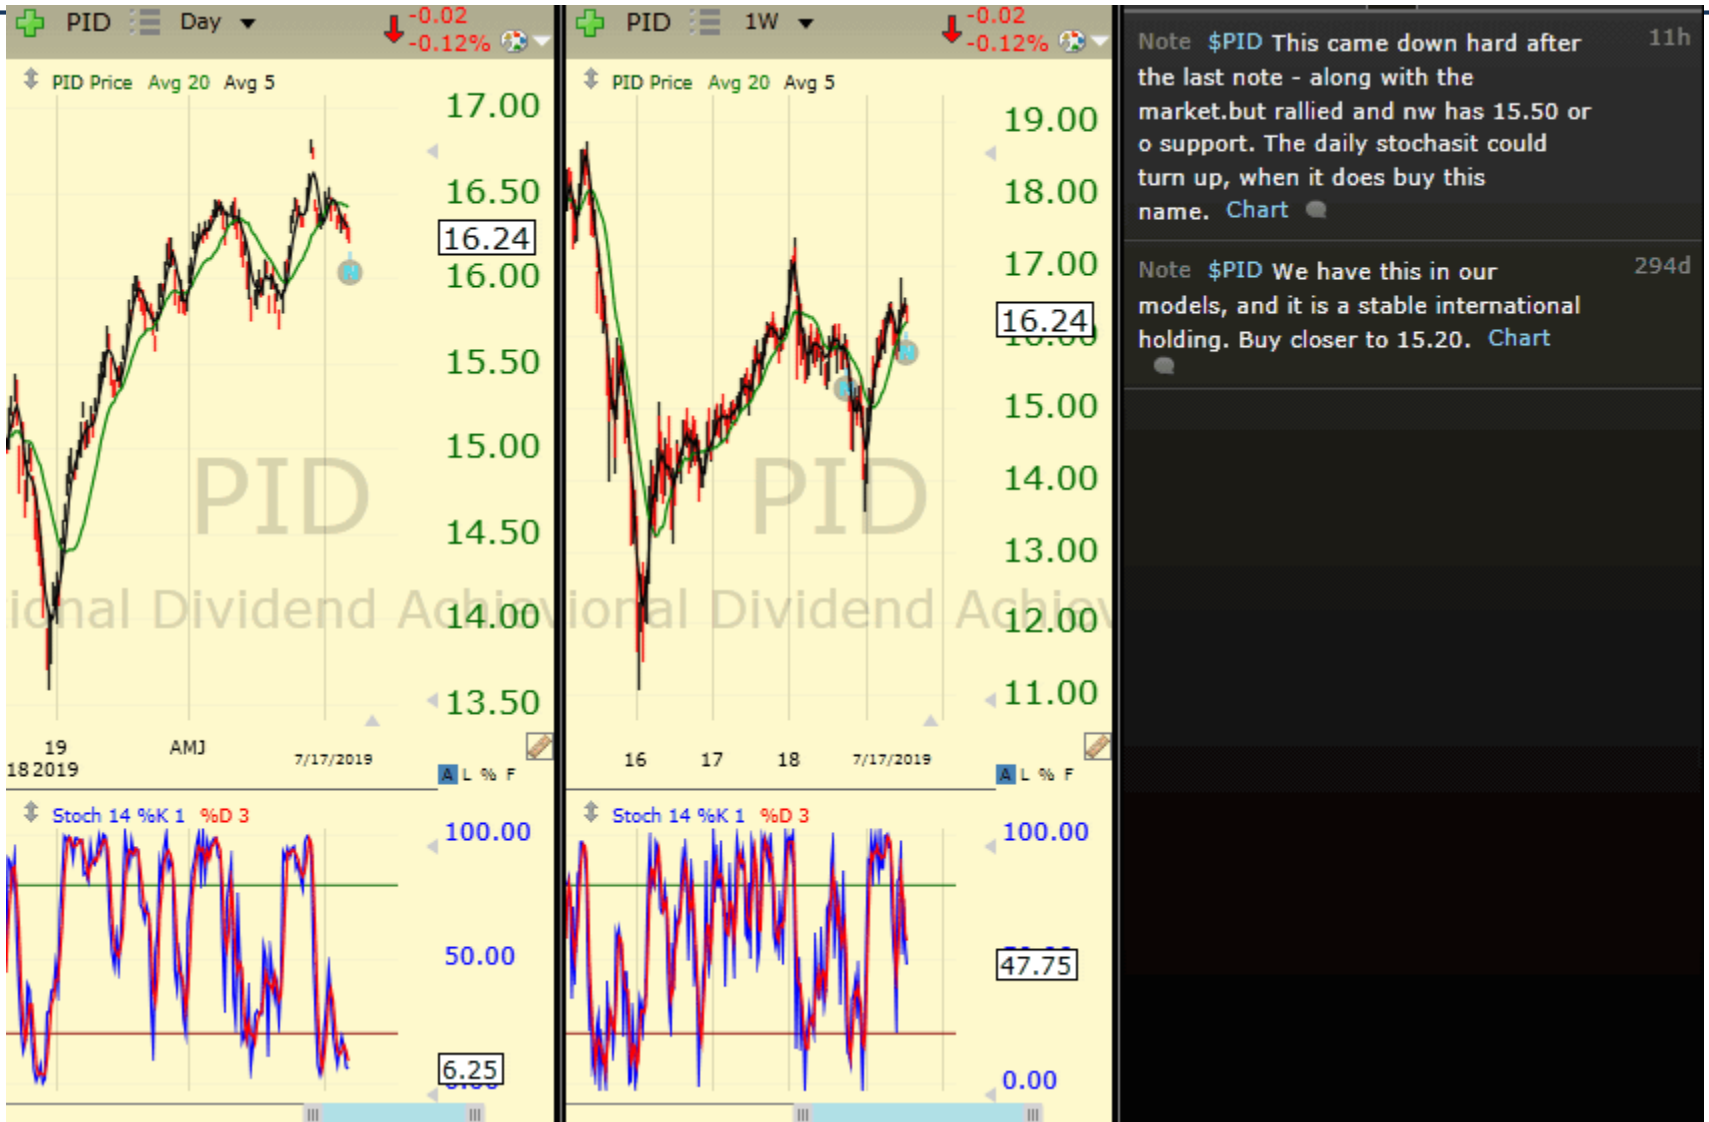 PID Day -0.02
-0.12%
PID Price Avg 20 Avg 5
17.00
16.50
16.24
16.00
15.50
15.00
14.50
14.00
13.50
PID
ional Dividend Achiev
19 AMJ 7/17/2019
18 2019
A L % F
Stoch 14 %K 1 %D 3
100.00
50.00
6.25
PID 1W -0.02
-0.12%
PID Price Avg 20 Avg 5
19.00
18.00
17.00
16.24
15.00
14.00
13.00
12.00
11.00
PID
ional Dividend Achiev
16 17 18 7/17/2019
A L % F
Stoch 14 %K 1 %D 3
100.00
47.75
0.00
Note $PID This came down hard after 11h
the last note - along with the
market.but rallied and nw has 15.50 or
o support. The daily stochasit could
turn up, when it does buy this
name. Chart
Note $PID We have this in our 294d
models, and it is a stable international
holding. Buy closer to 15.20. Chart
N
N
N